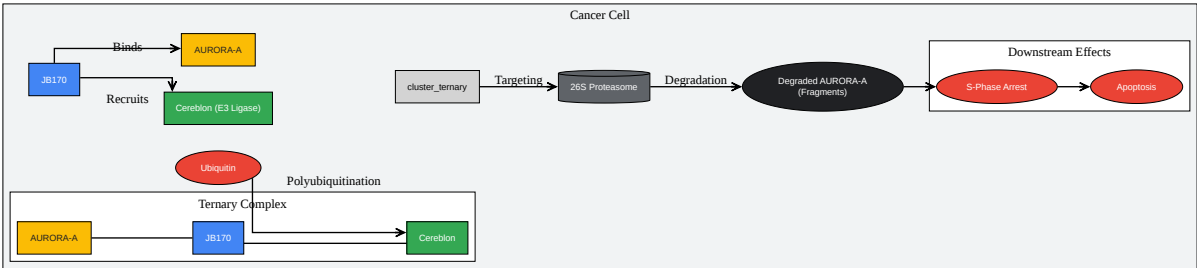 Cancer Cell
Binds
AURORA-A
JB170
Recruits
Cereblon (E3 Ligase)
cluster_ternary
Targeting
26S Proteasome
Degradation
Degraded AURORA-A
(Fragments)
Downstream Effects
S-Phase Arrest
Apoptosis
Ubiquitin
Polyubiquitination
Ternary Complex
AURORA-A
JB170
Cereblon